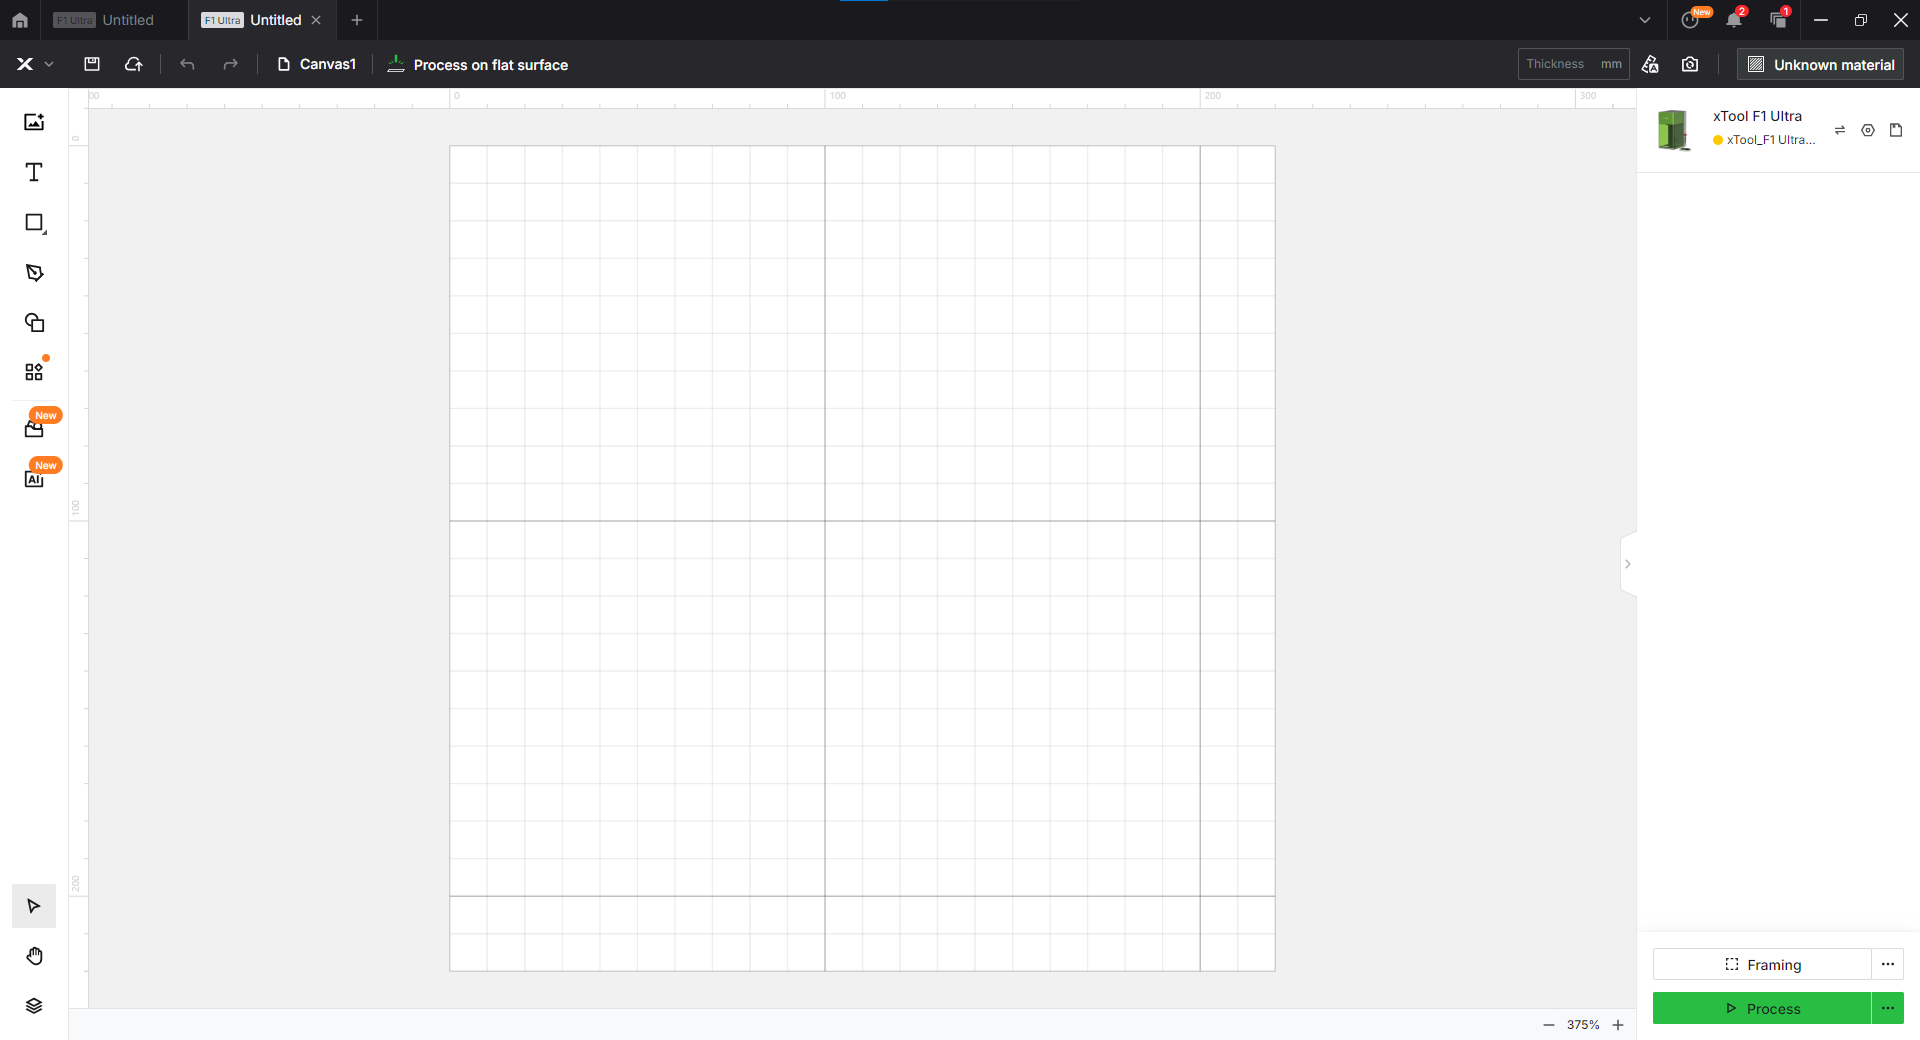 F1 Ultra Untitled
F1 Ultra Untitled
New
2
1
Canvas1
Process on flat surface
Thickness mm
Unknown material
00
0
100
200
300
0
100
200
New
New
AI
xTool F1 Ultra
xTool_F1 Ultra...
Framing
Process
375%